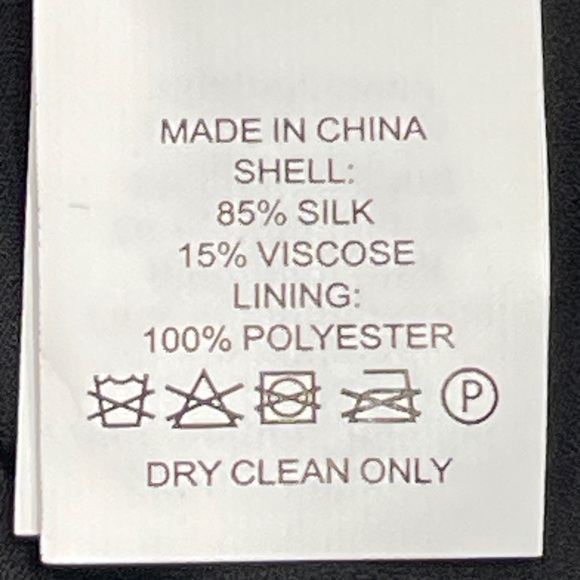 MADE IN CHINA
SHELL:
85% SILK
15% VISCOSE
LINING:
100% POLYESTER
P
DRY CLEAN ONLY